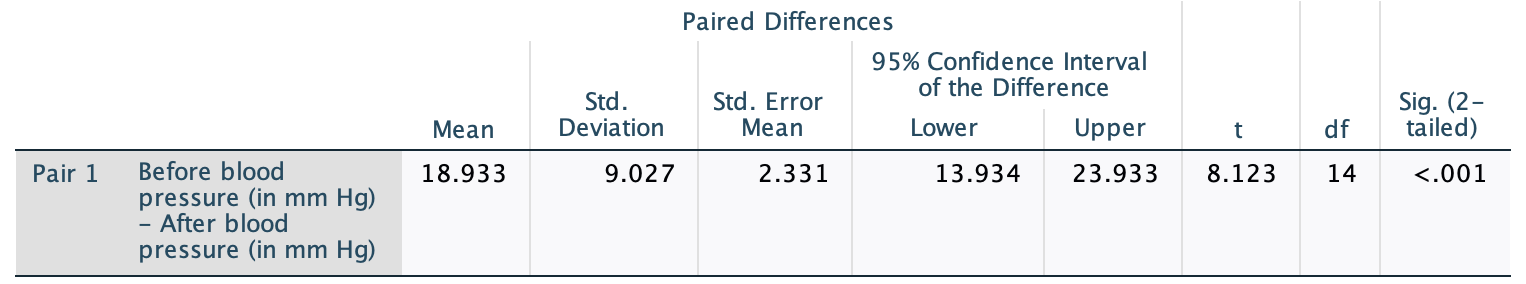 Paired Differences
95% Confidence Interval
of the Difference
Mean
Std.
Deviation
Std. Error
Mean
Lower
Upper
t
df
Sig. (2-
tailed)
Pair 1
Before blood
pressure (in mm Hg)
- After blood
pressure (in mm Hg)
18.933
9.027
2.331
13.934
23.933
8.123
14
<.001